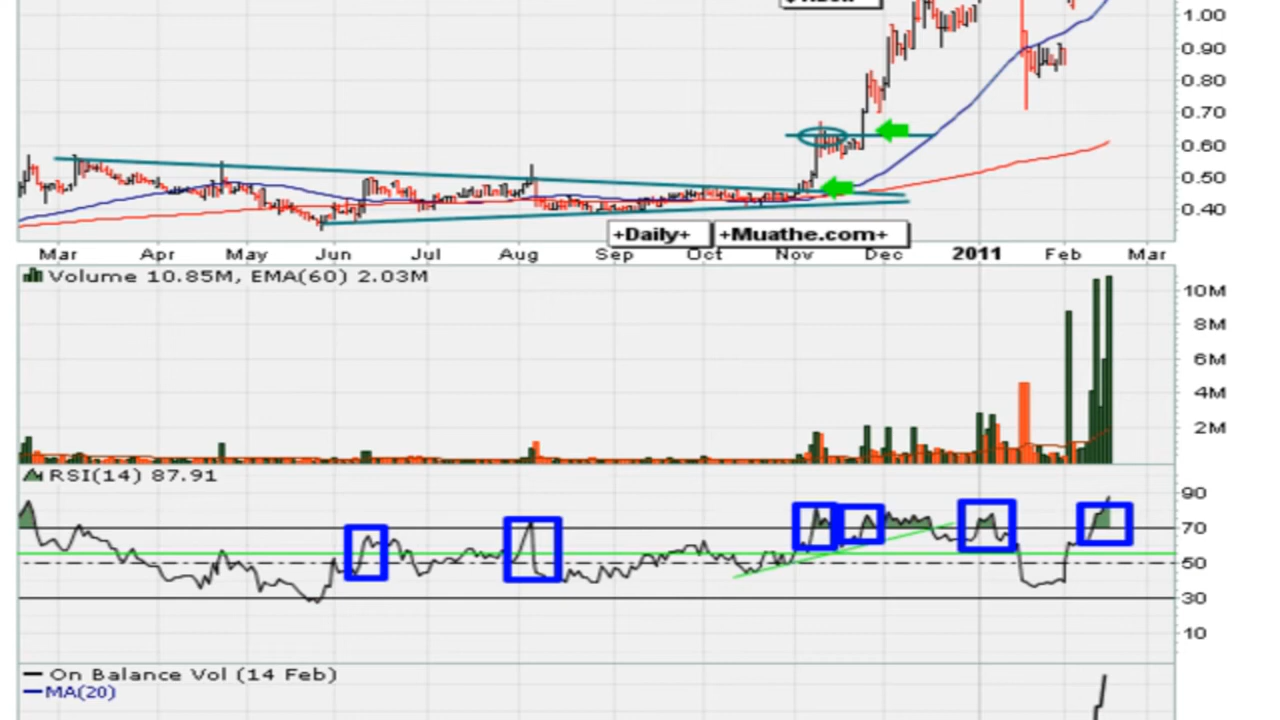 1.00
0.90
0.80
0.70
0.60
0.50
0.40
+Daily+ +Muathe.com+
Mar Apr May Jun Jul Aug Sep Oct Nov Dec 2011 Feb Mar
Volume 10.85M, EMA(60) 2.03M
10M
8M
6M
4M
2M
RSI(14) 87.91
90
70
50
30
10
On Balance Vol (14 Feb)
MA(20)